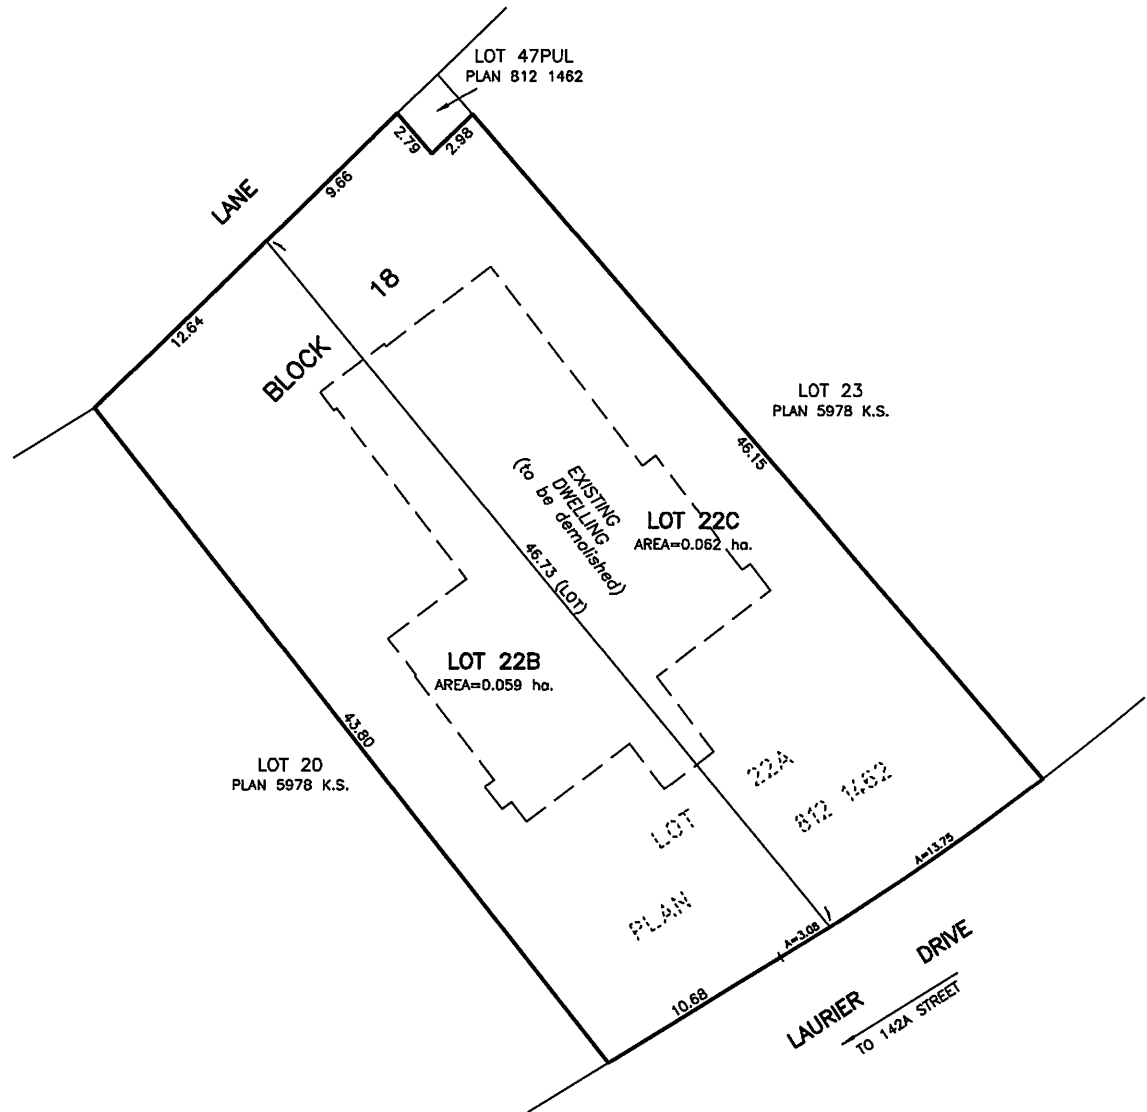 LOT 47PUL
PLAN 812 1462
2.79
2.98
9.66
LANE
18
12.64
BLOCK
LOT 23
PLAN 5978 K.S.
46.15
EXISTING
DWELLING
(to be demolished)
LOT 22C
AREA=0.062 ha.
46.73 (LOT)
LOT 22B
AREA=0.059 ha.
43.80
LOT 20
PLAN 5978 K.S.
LOT 22A
PLAN 812 1462
A=13.75
A=3.08
10.68
LAURIER DRIVE
TO 142A STREET